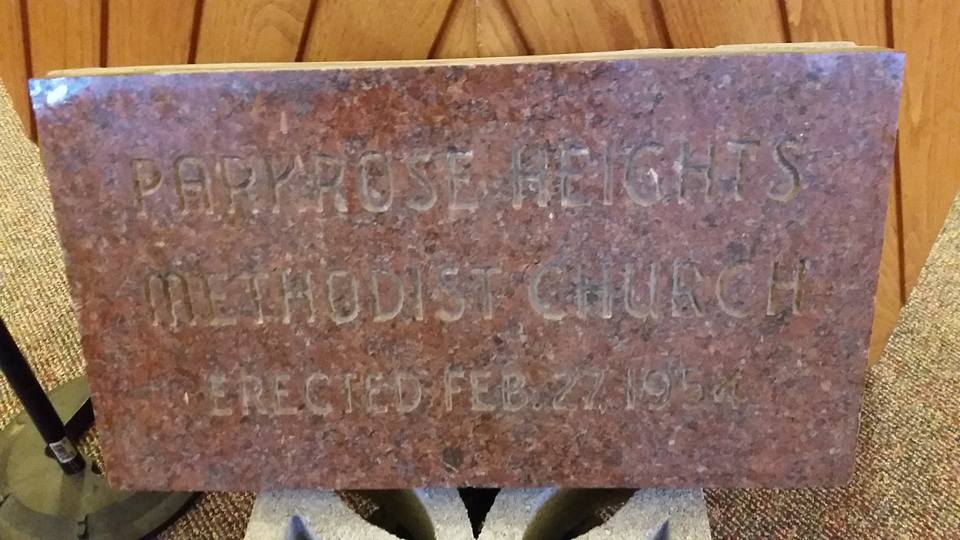 PARKROSE HEIGHTS
METHODIST CHURCH
ERECTED FEB. 27, 1954